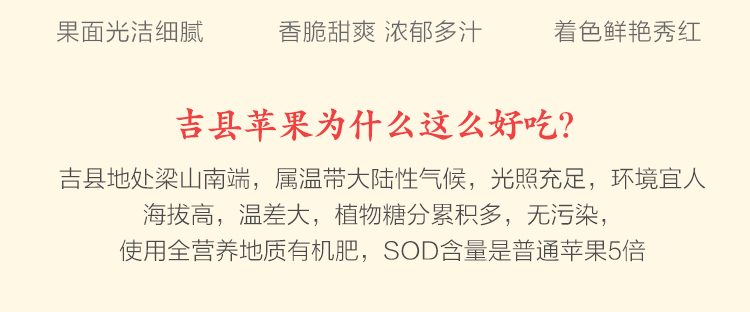 果面光洁细腻 香脆甜爽 浓郁多汁 着色鲜艳秀红
吉县苹果为什么这么好吃?
吉县地处梁山南端，属温带大陆性气候，光照充足，环境宜人
海拔高，温差大，植物糖分累积多，无污染，
使用全营养地质有机肥，SOD含量是普通苹果5倍